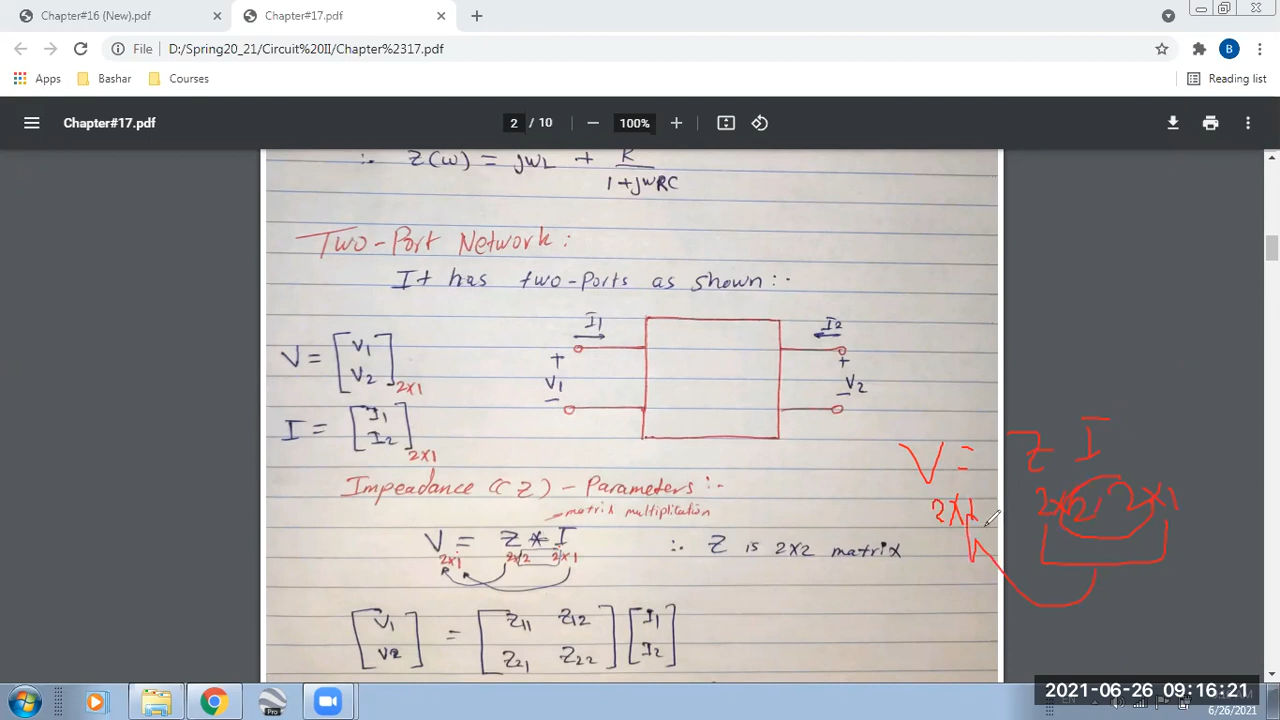 Chapter#16 (New).pdf
Chapter#17.pdf
File D:/Spring20_21/Circuit%20II/Chapter%2317.pdf
B
Apps Bashar Courses Reading list
Chapter#17.pdf 2 / 10 100%
∴ Z(ω) = jωL + R / 1+jωRC
Two-Port Network:
It has two-Ports as shown:-
I1 I2
V = [V1 V2] 2x1
+ V1 -
+ V2 -
I = [I1 I2] 2x1
Impeadance (Z) - Parameters :-
matrix multiplication
V = Z * I ∴ Z is 2x2 matrix
2x1 2x2 2x1
[V1 V2] = [Z11 Z12 Z21 Z22] [I1 I2]
V = Z I
2x2, 2x1
2021-06-26 09:16:21
6/26/2021